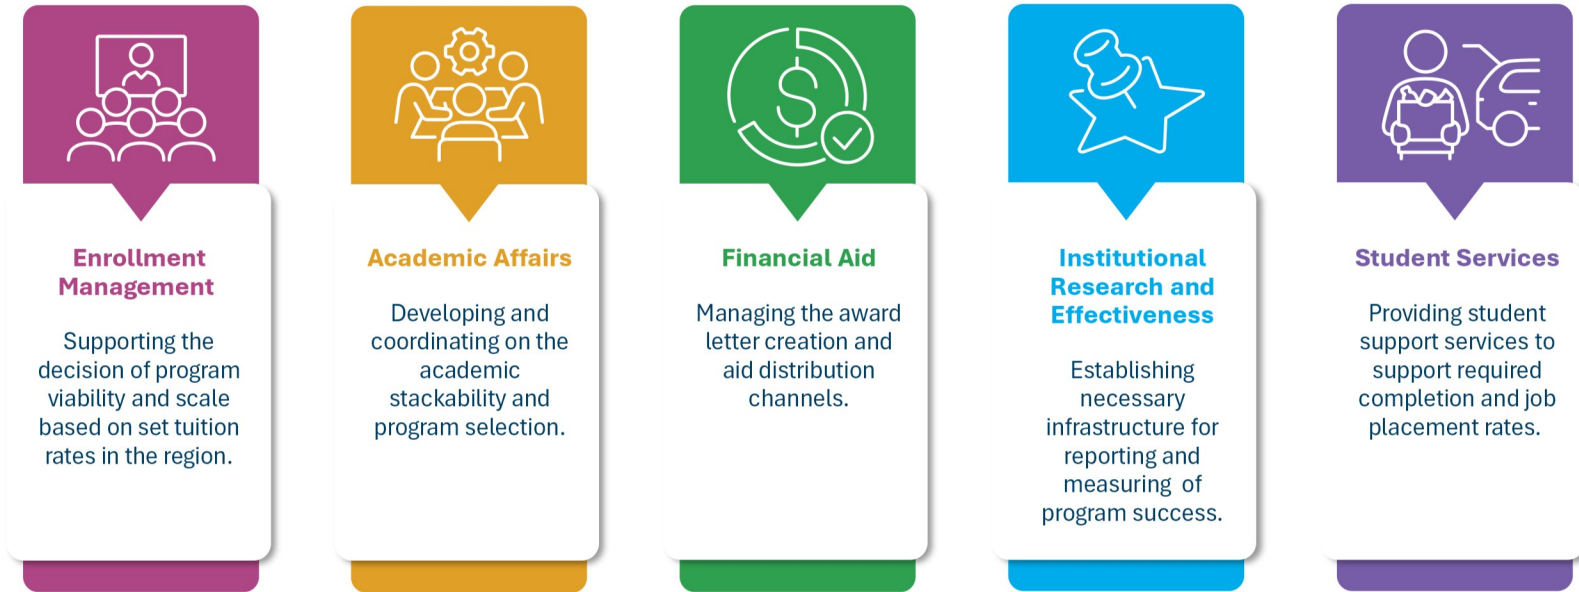 Enrollment
Management
Supporting the
decision of program
viability and scale
based on set tuition
rates in the region.
Academic Affairs
Developing and
coordinating on the
academic
stackability and
program selection.
Financial Aid
Managing the award
letter creation and
aid distribution
channels.
Institutional
Research and
Effectiveness
Establishing
necessary
infrastructure for
reporting and
measuring  of
program success.
Student Services
Providing student
support services to
support required
completion and job
placement rates.